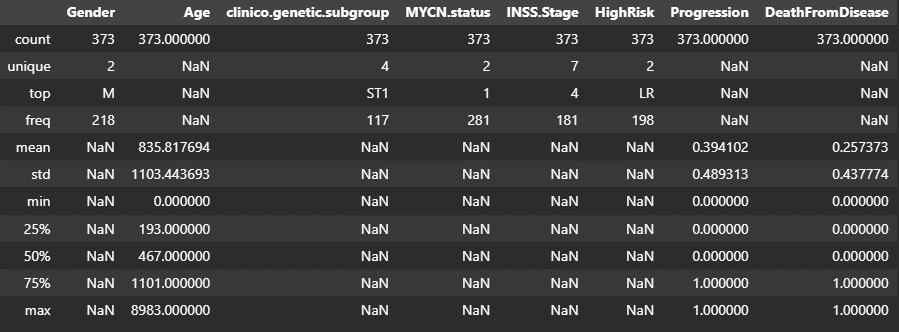 Gender Age clinico.genetic.subgroup MYCN.status INSS.Stage HighRisk Progression DeathFromDisease
count 373 373.000000 373 373 373 373 373.000000 373.000000
unique 2 NaN 4 2 7 2 NaN NaN
top M NaN ST1 1 4 LR NaN NaN
freq 218 NaN 117 281 181 198 NaN NaN
mean NaN 835.817694 NaN NaN NaN NaN 0.394102 0.257373
std NaN 1103.443693 NaN NaN NaN NaN 0.489313 0.437774
min NaN 0.000000 NaN NaN NaN NaN 0.000000 0.000000
25% NaN 193.000000 NaN NaN NaN NaN 0.000000 0.000000
50% NaN 467.000000 NaN NaN NaN NaN 0.000000 0.000000
75% NaN 1101.000000 NaN NaN NaN NaN 1.000000 1.000000
max NaN 8983.000000 NaN NaN NaN NaN 1.000000 1.000000